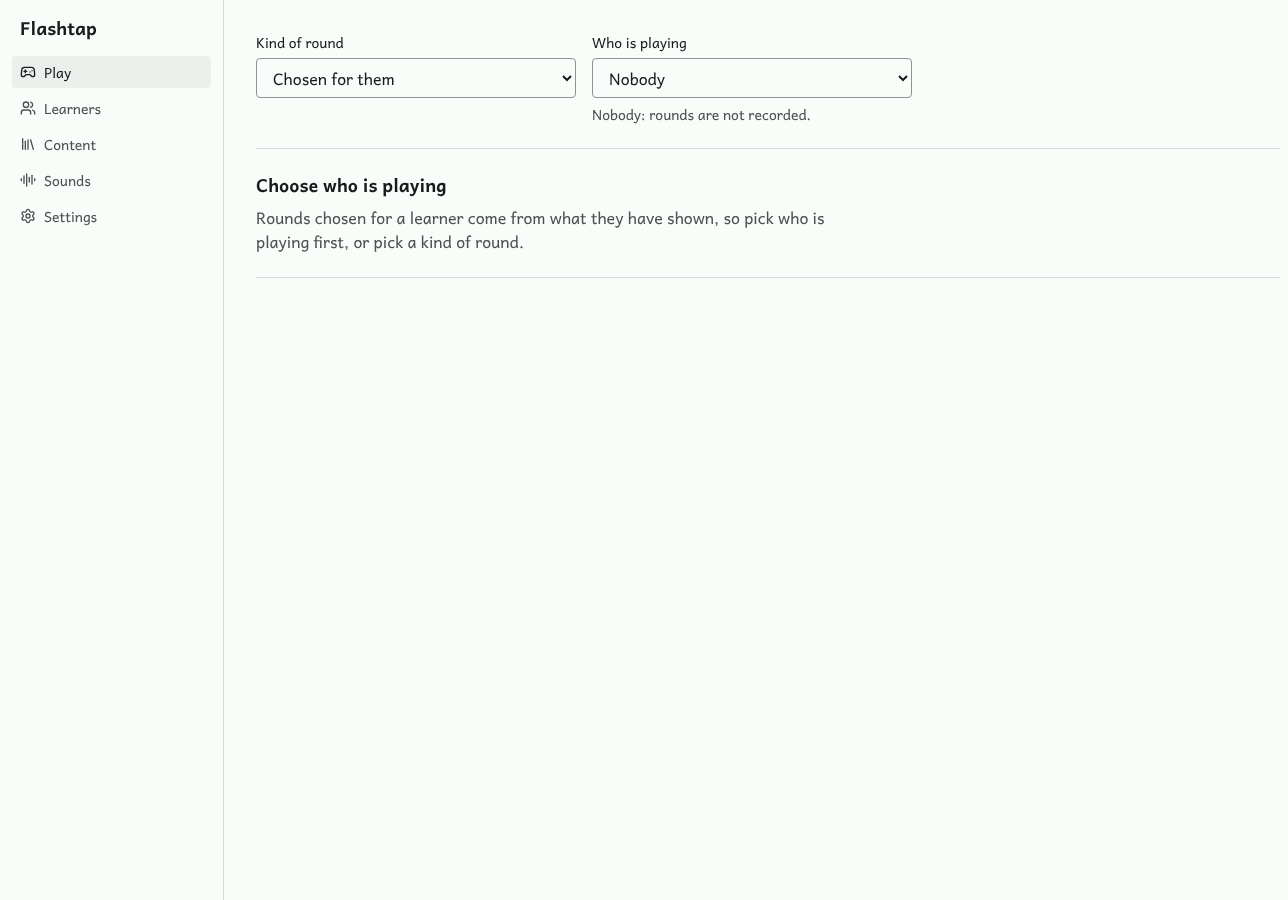 Flashtap
Play
Learners
Content
Sounds
Settings
Kind of round
Chosen for them
Who is playing
Nobody
Nobody: rounds are not recorded.
Choose who is playing
Rounds chosen for a learner come from what they have shown, so pick who is
playing first, or pick a kind of round.